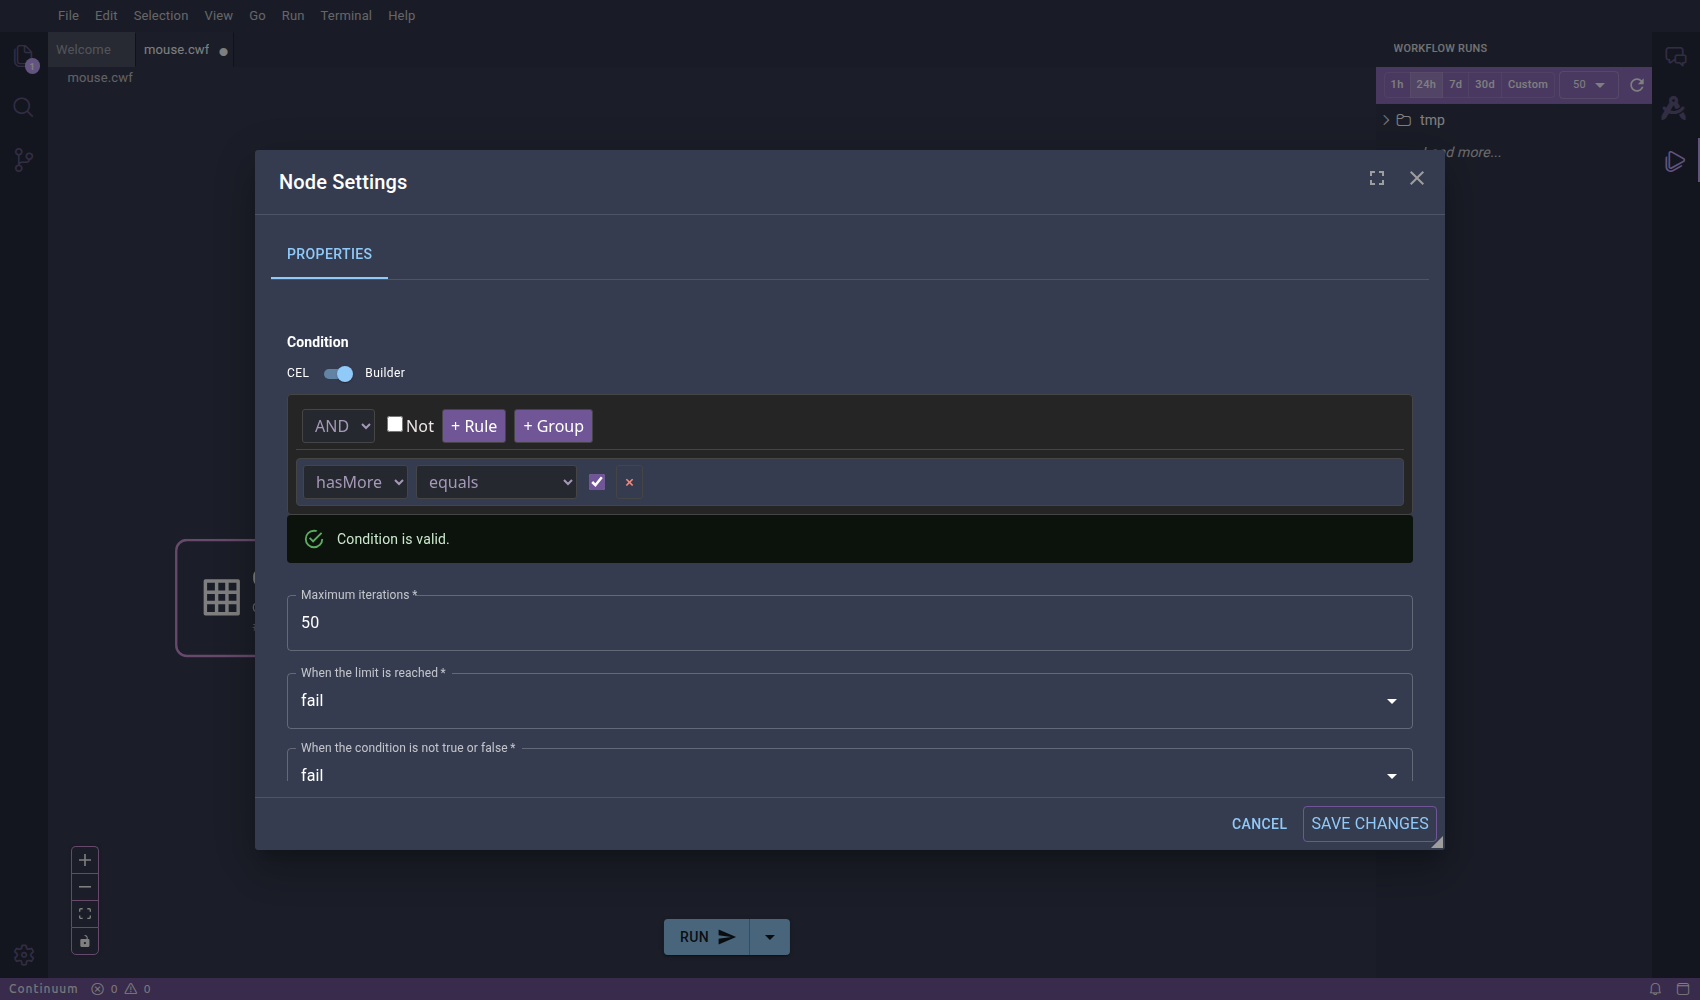 File Edit Selection View Go Run Terminal Help
Welcome mouse.cwf
mouse.cwf
1
WORKFLOW RUNS
1h 24h 7d 30d Custom 50
tmp
more...
Node Settings
PROPERTIES
Condition
CEL Builder
AND Not + Rule + Group
hasMore equals
Condition is valid.
Maximum iterations *
50
When the limit is reached *
fail
When the condition is not true or false *
fail
CANCEL SAVE CHANGES
RUN
Continuum 0 0